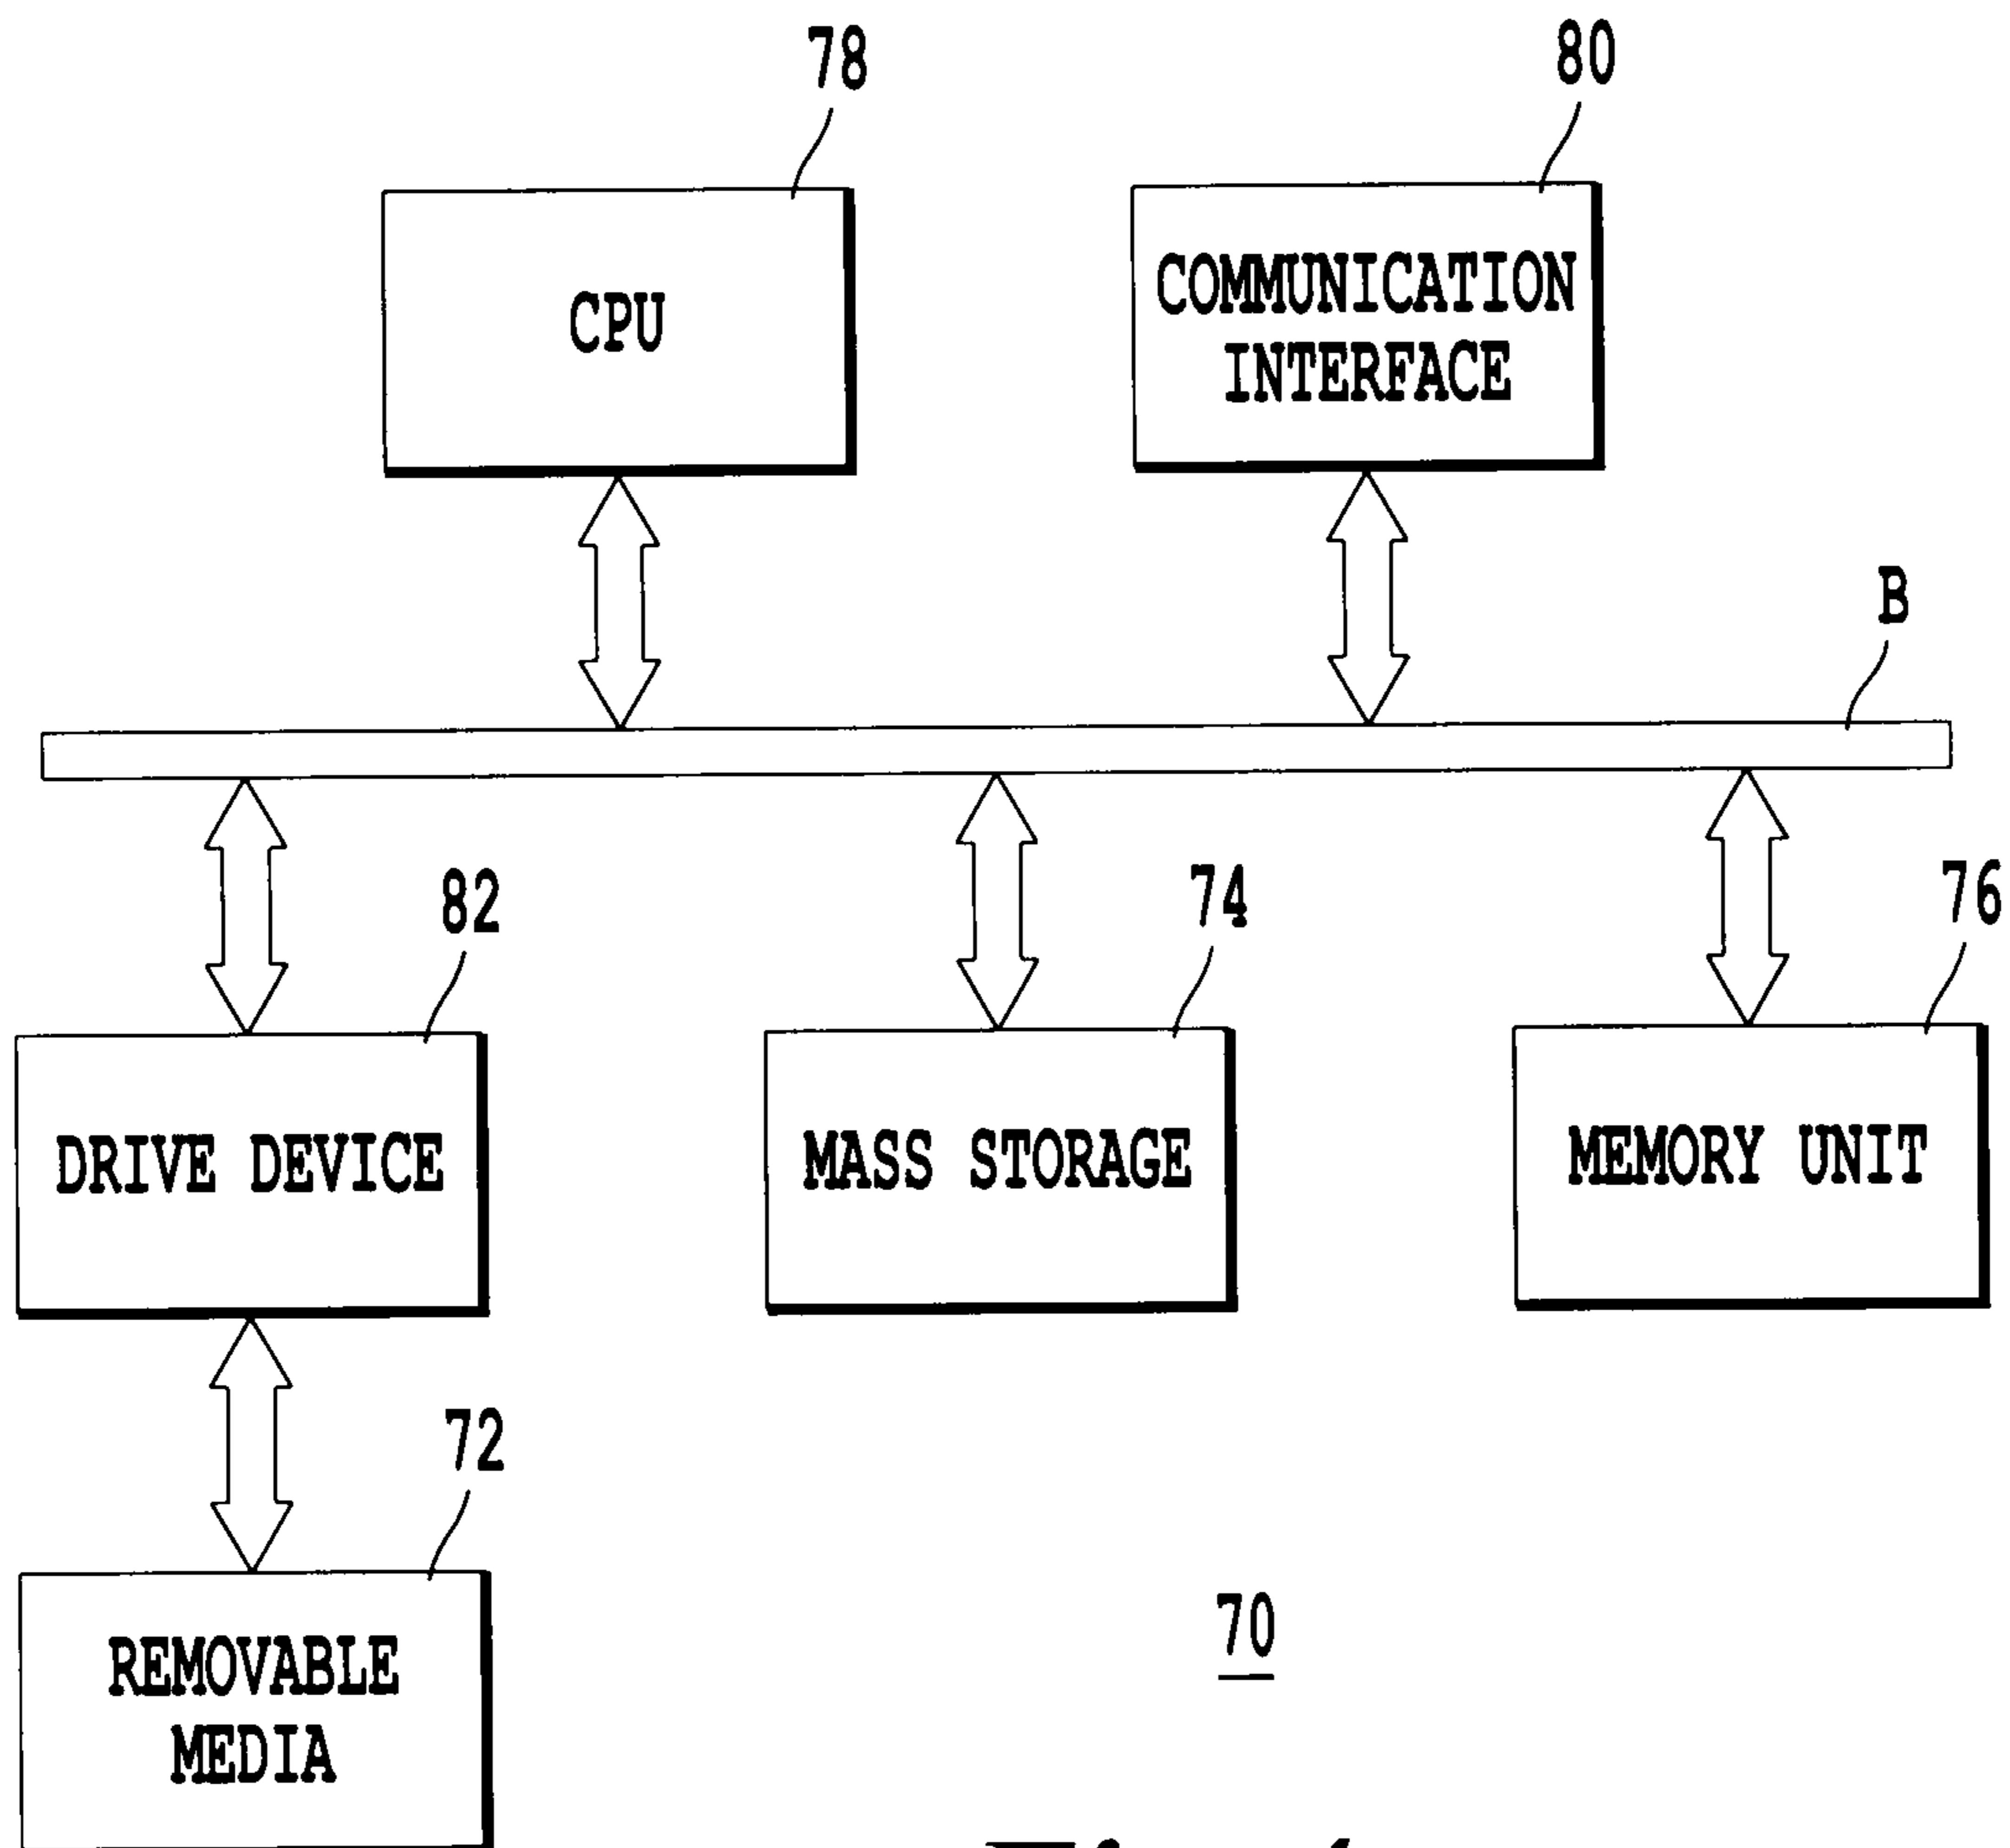 78
80
CPU
COMMUNICATION
INTERFACE
B
82
74
76
DRIVE DEVICE
MASS STORAGE
MEMORY UNIT
72
REMOVABLE
MEDIA
70